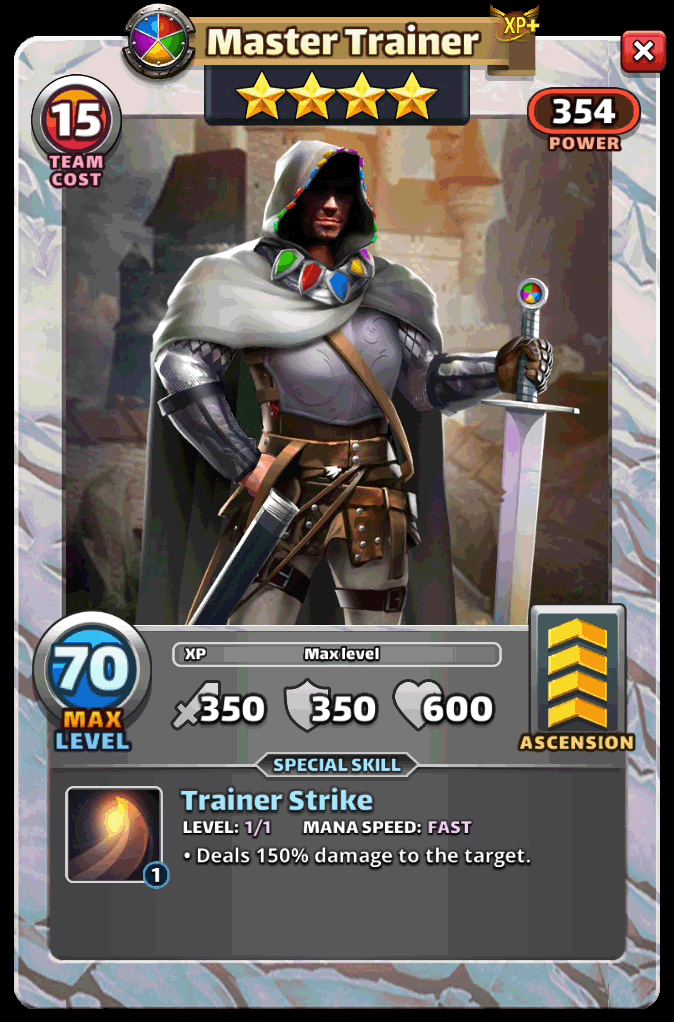 XP+
Master Trainer
15
TEAM
COST
354
POWER
70
MAX
LEVEL
XP Max level
350 350 600
ASCENSION
SPECIAL SKILL
Trainer Strike
LEVEL: 1/1 MANA SPEED: FAST
• Deals 150% damage to the target.
1